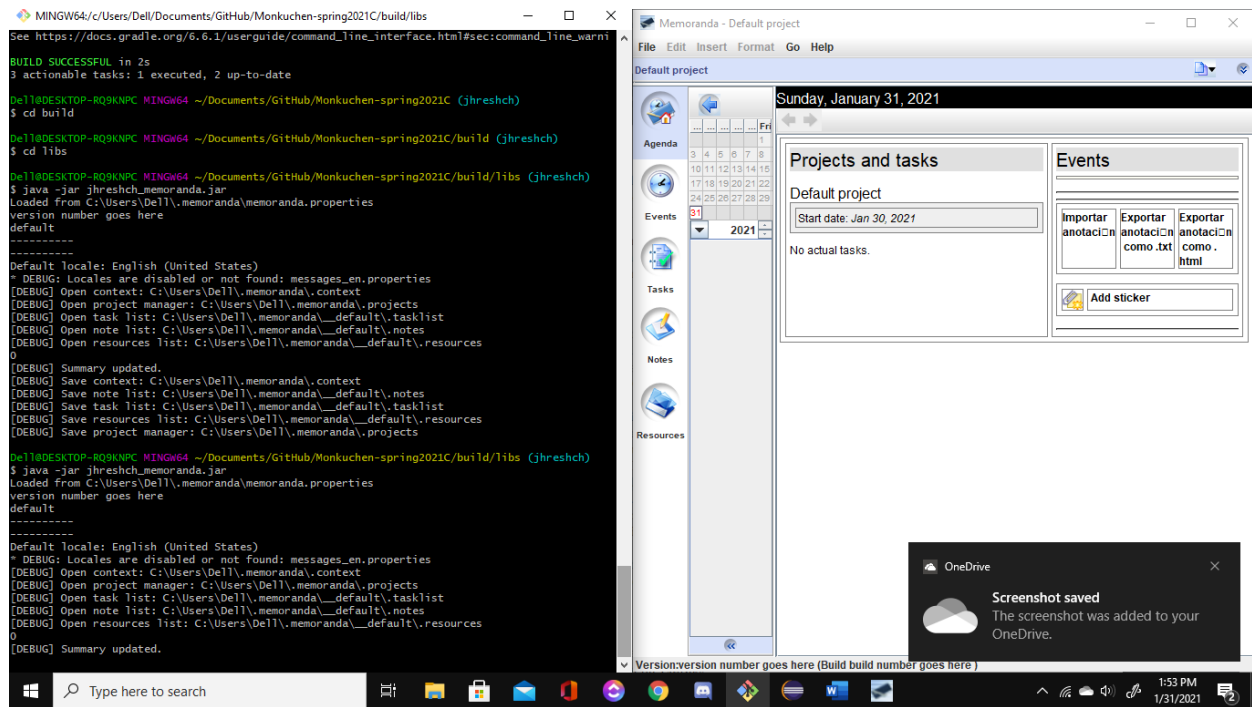 MINGW64:/c/Users/Dell/Documents/GitHub/Monkuchen-spring2021C/build/libs
See https://docs.gradle.org/6.6.1/userguide/command_line_interface.html#sec:command_line_warni
BUILD SUCCESSFUL in 2s
3 actionable tasks: 1 executed, 2 up-to-date
Dell@DESKTOP-RQ9KNPC MINGW64 ~/Documents/GitHub/Monkuchen-spring2021C (jhreshch)
$ cd build
Dell@DESKTOP-RQ9KNPC MINGW64 ~/Documents/GitHub/Monkuchen-spring2021C/build (jhreshch)
$ cd libs
Dell@DESKTOP-RQ9KNPC MINGW64 ~/Documents/GitHub/Monkuchen-spring2021C/build/libs (jhreshch)
$ java -jar jhreshch_memoranda.jar
Loaded from C:\Users\Dell\.memoranda\memoranda.properties
version number goes here
default
----------
----------
Default locale: English (United States)
* DEBUG: Locales are disabled or not found: messages_en.properties
[DEBUG] Open context: C:\Users\Dell\.memoranda\.context
[DEBUG] Open project manager: C:\Users\Dell\.memoranda\.projects
[DEBUG] Open task list: C:\Users\Dell\.memoranda\__default\.tasklist
[DEBUG] Open note list: C:\Users\Dell\.memoranda\__default\.notes
[DEBUG] Open resources list: C:\Users\Dell\.memoranda\__default\.resources
0
[DEBUG] Summary updated.
[DEBUG] Save context: C:\Users\Dell\.memoranda\.context
[DEBUG] Save note list: C:\Users\Dell\.memoranda\__default\.notes
[DEBUG] Save task list: C:\Users\Dell\.memoranda\__default\.tasklist
[DEBUG] Save resources list: C:\Users\Dell\.memoranda\__default\.resources
[DEBUG] Save project manager: C:\Users\Dell\.memoranda\.projects
Dell@DESKTOP-RQ9KNPC MINGW64 ~/Documents/GitHub/Monkuchen-spring2021C/build/libs (jhreshch)
$ java -jar jhreshch_memoranda.jar
Loaded from C:\Users\Dell\.memoranda\memoranda.properties
version number goes here
default
----------
----------
Default locale: English (United States)
* DEBUG: Locales are disabled or not found: messages_en.properties
[DEBUG] Open context: C:\Users\Dell\.memoranda\.context
[DEBUG] Open project manager: C:\Users\Dell\.memoranda\.projects
[DEBUG] Open task list: C:\Users\Dell\.memoranda\__default\.tasklist
[DEBUG] Open note list: C:\Users\Dell\.memoranda\__default\.notes
[DEBUG] Open resources list: C:\Users\Dell\.memoranda\__default\.resources
0
[DEBUG] Summary updated.
Memoranda - Default project
File Edit Insert Format Go Help
Default project
Agenda
Events
Tasks
Notes
Resources
... ... ... ... ... Fri
1
3 4 5 6 7 8
10 11 12 13 14 15
17 18 19 20 21 22
24 25 26 27 28 29
31
2021
Sunday, January 31, 2021
Projects and tasks
Default project
Start date: Jan 30, 2021
No actual tasks.
Events
Importar anotaci□n
Exportar anotaci□n como .txt
Exportar anotaci□n como . html
Add sticker
OneDrive
Screenshot saved
The screenshot was added to your
OneDrive.
Version:version number goes here (Build build number goes here )
Type here to search
1:53 PM
1/31/2021
2